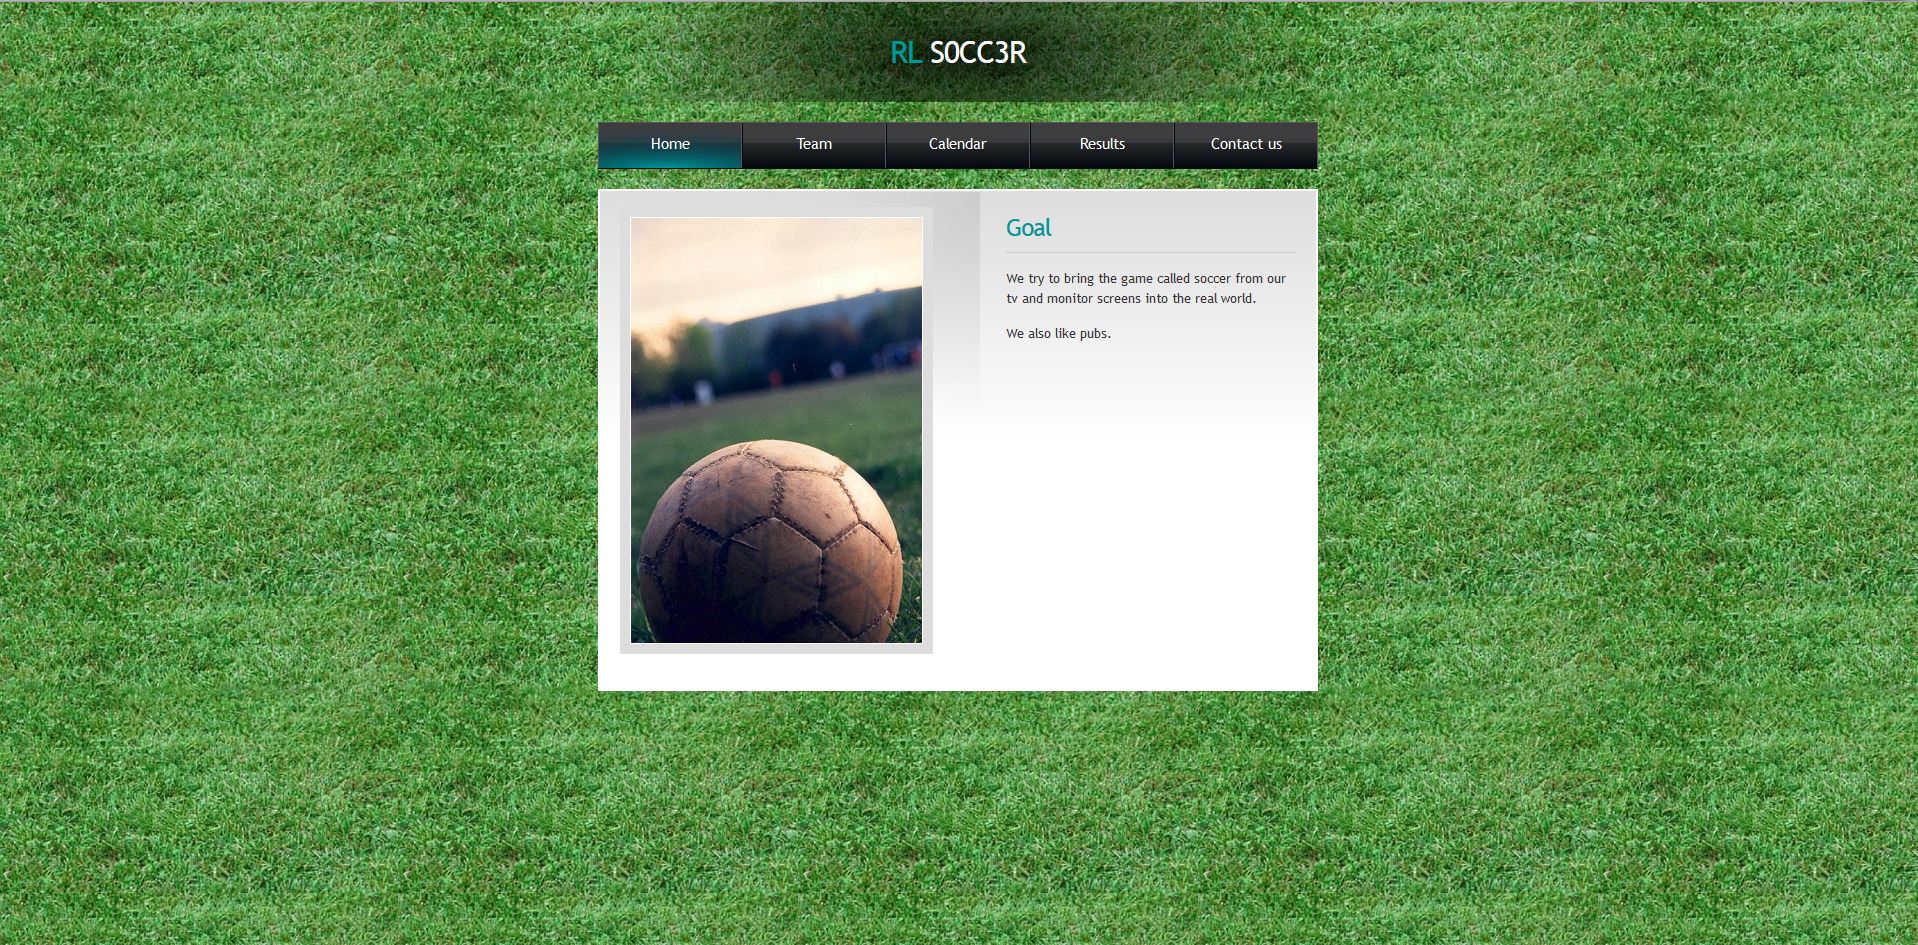 RL S0CC3R
Home Team Calendar Results Contact us
Goal
We try to bring the game called soccer from our
tv and monitor screens into the real world.
We also like pubs.